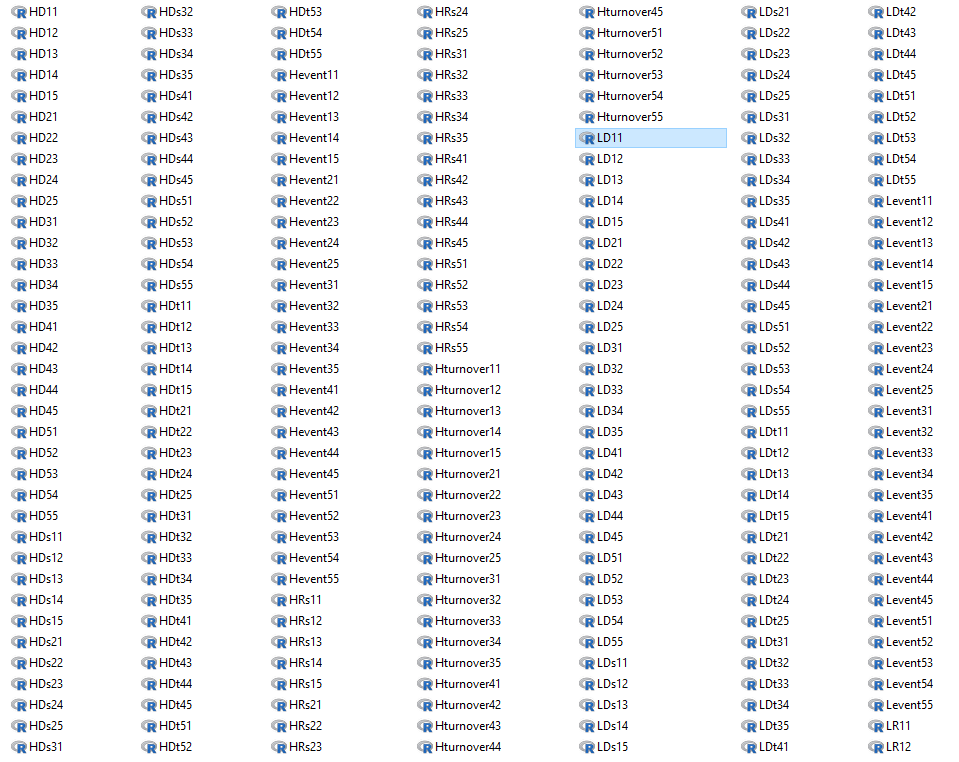 HD11
HD12
HD13
HD14
HD15
HD21
HD22
HD23
HD24
HD25
HD31
HD32
HD33
HD34
HD35
HD41
HD42
HD43
HD44
HD45
HD51
HD52
HD53
HD54
HD55
HDs11
HDs12
HDs13
HDs14
HDs15
HDs21
HDs22
HDs23
HDs24
HDs25
HDs31
HDs32
HDs33
HDs34
HDs35
HDs41
HDs42
HDs43
HDs44
HDs45
HDs51
HDs52
HDs53
HDs54
HDs55
HDt11
HDt12
HDt13
HDt14
HDt15
HDt21
HDt22
HDt23
HDt24
HDt25
HDt31
HDt32
HDt33
HDt34
HDt35
HDt41
HDt42
HDt43
HDt44
HDt45
HDt51
HDt52
HDt53
HDt54
HDt55
Hevent11
Hevent12
Hevent13
Hevent14
Hevent15
Hevent21
Hevent22
Hevent23
Hevent24
Hevent25
Hevent31
Hevent32
Hevent33
Hevent34
Hevent35
Hevent41
Hevent42
Hevent43
Hevent44
Hevent45
Hevent51
Hevent52
Hevent53
Hevent54
Hevent55
HRs11
HRs12
HRs13
HRs14
HRs15
HRs21
HRs22
HRs23
HRs24
HRs25
HRs31
HRs32
HRs33
HRs34
HRs35
HRs41
HRs42
HRs43
HRs44
HRs45
HRs51
HRs52
HRs53
HRs54
HRs55
Hturnover11
Hturnover12
Hturnover13
Hturnover14
Hturnover15
Hturnover21
Hturnover22
Hturnover23
Hturnover24
Hturnover25
Hturnover31
Hturnover32
Hturnover33
Hturnover34
Hturnover35
Hturnover41
Hturnover42
Hturnover43
Hturnover44
Hturnover45
Hturnover51
Hturnover52
Hturnover53
Hturnover54
Hturnover55
LD11
LD12
LD13
LD14
LD15
LD21
LD22
LD23
LD24
LD25
LD31
LD32
LD33
LD34
LD35
LD41
LD42
LD43
LD44
LD45
LD51
LD52
LD53
LD54
LD55
LDs11
LDs12
LDs13
LDs14
LDs15
LDs21
LDs22
LDs23
LDs24
LDs25
LDs31
LDs32
LDs33
LDs34
LDs35
LDs41
LDs42
LDs43
LDs44
LDs45
LDs51
LDs52
LDs53
LDs54
LDs55
LDt11
LDt12
LDt13
LDt14
LDt15
LDt21
LDt22
LDt23
LDt24
LDt25
LDt31
LDt32
LDt33
LDt34
LDt35
LDt41
LDt42
LDt43
LDt44
LDt45
LDt51
LDt52
LDt53
LDt54
LDt55
Levent11
Levent12
Levent13
Levent14
Levent15
Levent21
Levent22
Levent23
Levent24
Levent25
Levent31
Levent32
Levent33
Levent34
Levent35
Levent41
Levent42
Levent43
Levent44
Levent45
Levent51
Levent52
Levent53
Levent54
Levent55
LR11
LR12